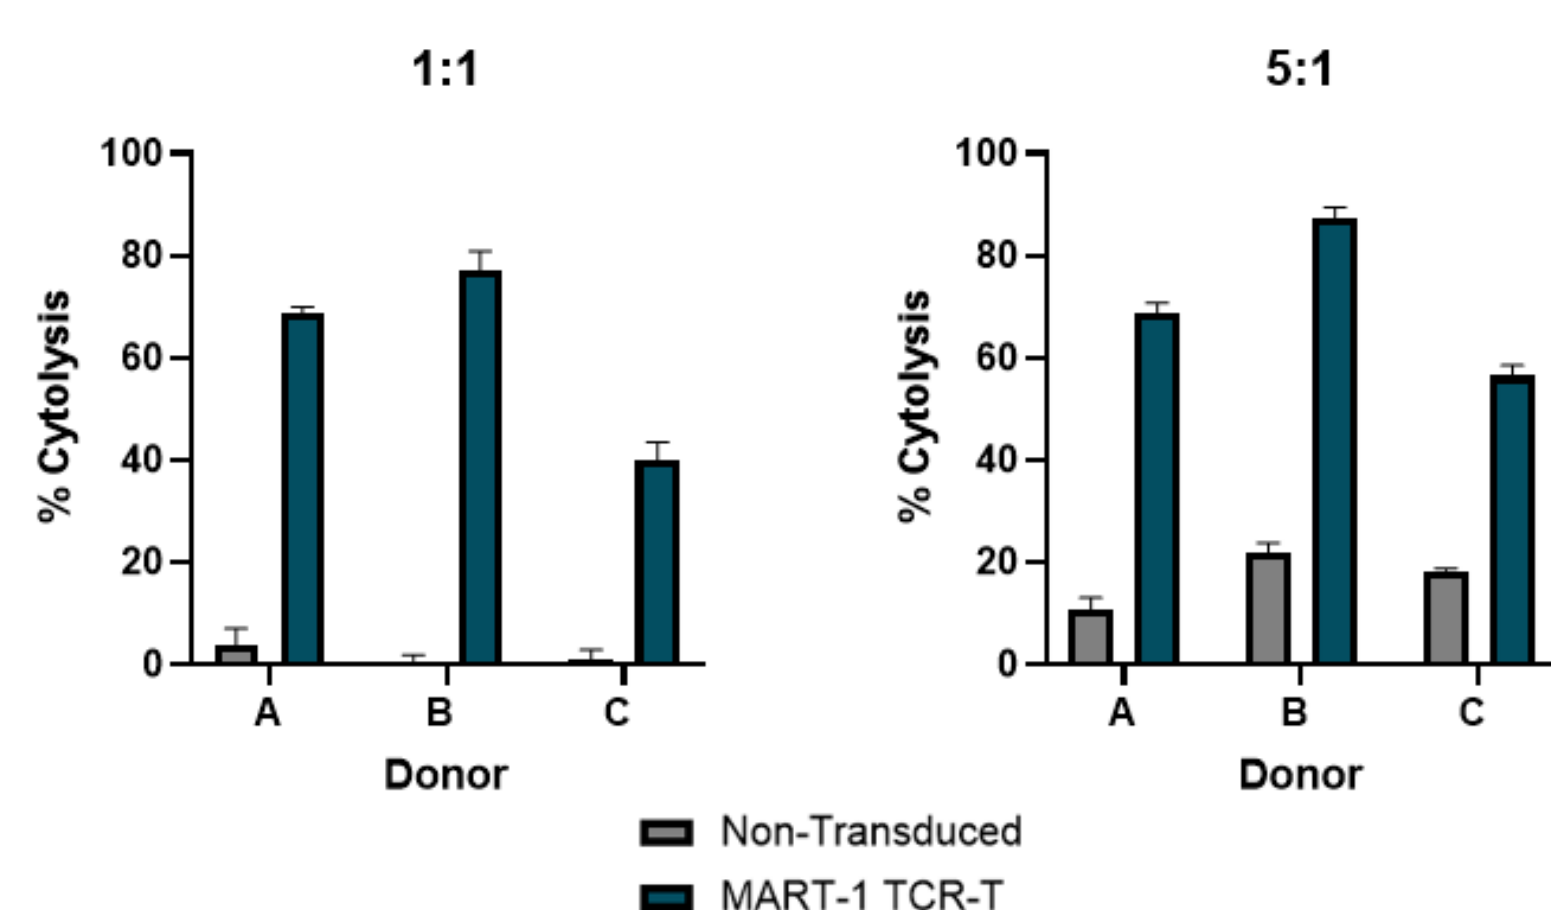 1:1
100
80
60
40
20
0
% Cytolysis
A B C
Donor
5:1
100
80
60
40
20
0
% Cytolysis
A B C
Donor
Non-Transduced
MART-1 TCR-T